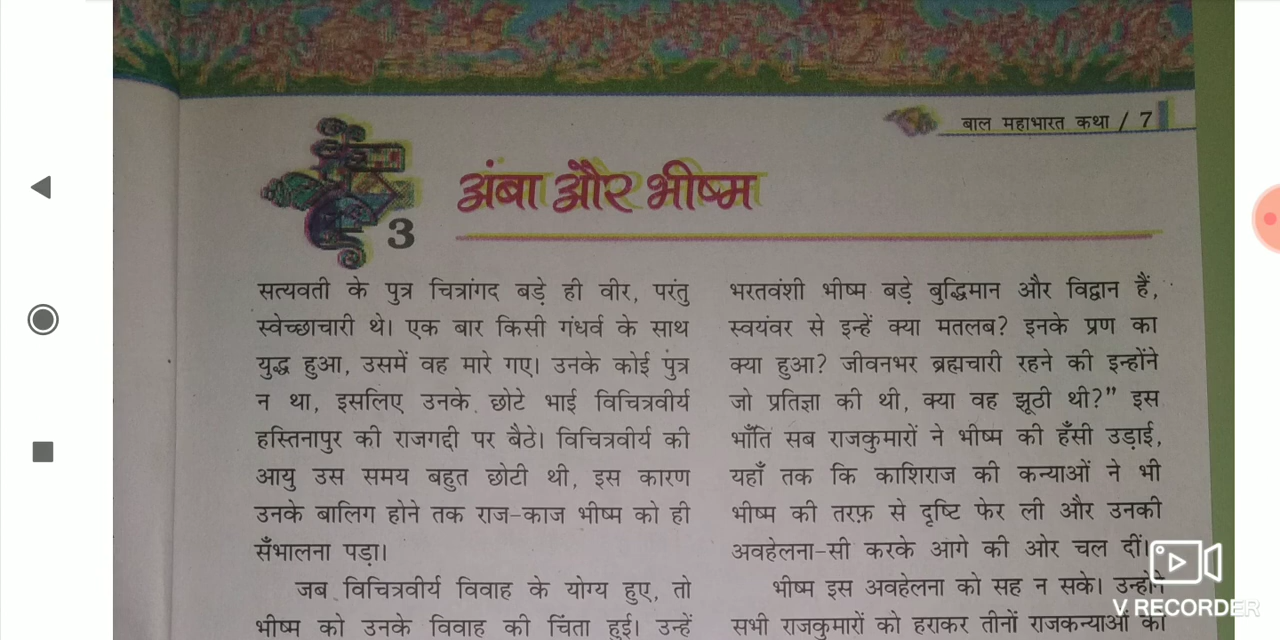 बाल महाभारत कथा / 7
3
अंबा और भीष्म
सत्यवती के पुत्र चित्रांगद बड़े ही वीर, परंतु
स्वेच्छाचारी थे। एक बार किसी गंधर्व के साथ
युद्ध हुआ, उसमें वह मारे गए। उनके कोई पुत्र
न था, इसलिए उनके छोटे भाई विचित्रवीर्य
हस्तिनापुर की राजगद्दी पर बैठे। विचित्रवीर्य की
आयु उस समय बहुत छोटी थी, इस कारण
उनके बालिग होने तक राज-काज भीष्म को ही
सँभालना पड़ा।
जब विचित्रवीर्य विवाह के योग्य हुए, तो
भीष्म को उनके विवाह की चिंता हुई। उन्हें
भरतवंशी भीष्म बड़े बुद्धिमान और विद्वान हैं,
स्वयंवर से इन्हें क्या मतलब? इनके प्रण का
क्या हुआ? जीवनभर ब्रह्मचारी रहने की इन्होंने
जो प्रतिज्ञा की थी, क्या वह झूठी थी?” इस
भाँति सब राजकुमारों ने भीष्म की हँसी उड़ाई,
यहाँ तक कि काशिराज की कन्याओं ने भी
भीष्म की तरफ़ से दृष्टि फेर ली और उनकी
अवहेलना-सी करके आगे की ओर चल दीं।
भीष्म इस अवहेलना को सह न सके। उन्होंने
सभी राजकुमारों को हराकर तीनों राजकन्याओं को
V RECORDER